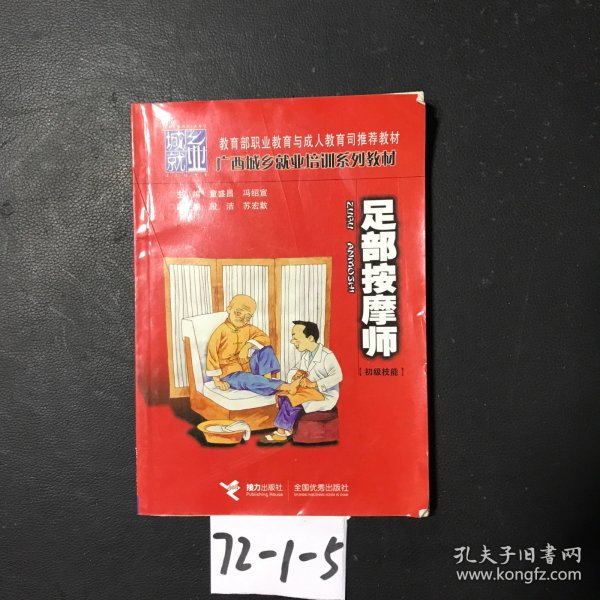 城乡
就业
教育部职业教育与成人教育司推荐教材
广西城乡就业培训系列教材
主 编 童盛昌 冯绍宣
段 洁 苏宏数
足部按摩师
ZUBU ANMOSHI
[初级技能]
接力出版社
Publishing House
全国优秀出版社
72-1-5
孔夫子旧书网
www.kongfz.com